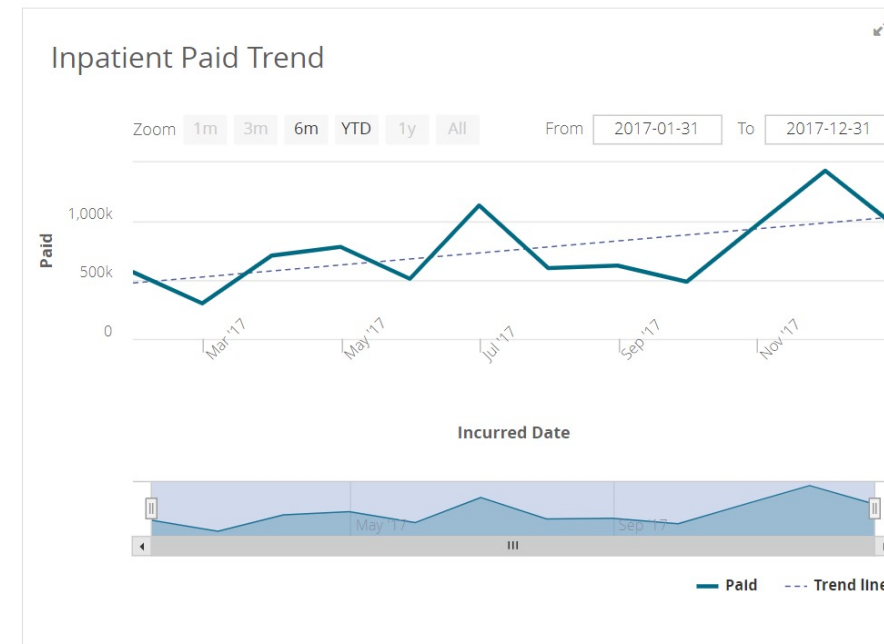 Inpatient Paid Trend
Zoom 1m 3m 6m YTD 1y All From 2017-01-31 To 2017-12-31
Paid
1,000k
500k
0
Mar '17 May '17 Jul '17 Sep '17 Nov '17
Incurred Date
May '17 Sep '17
Paid Trend line